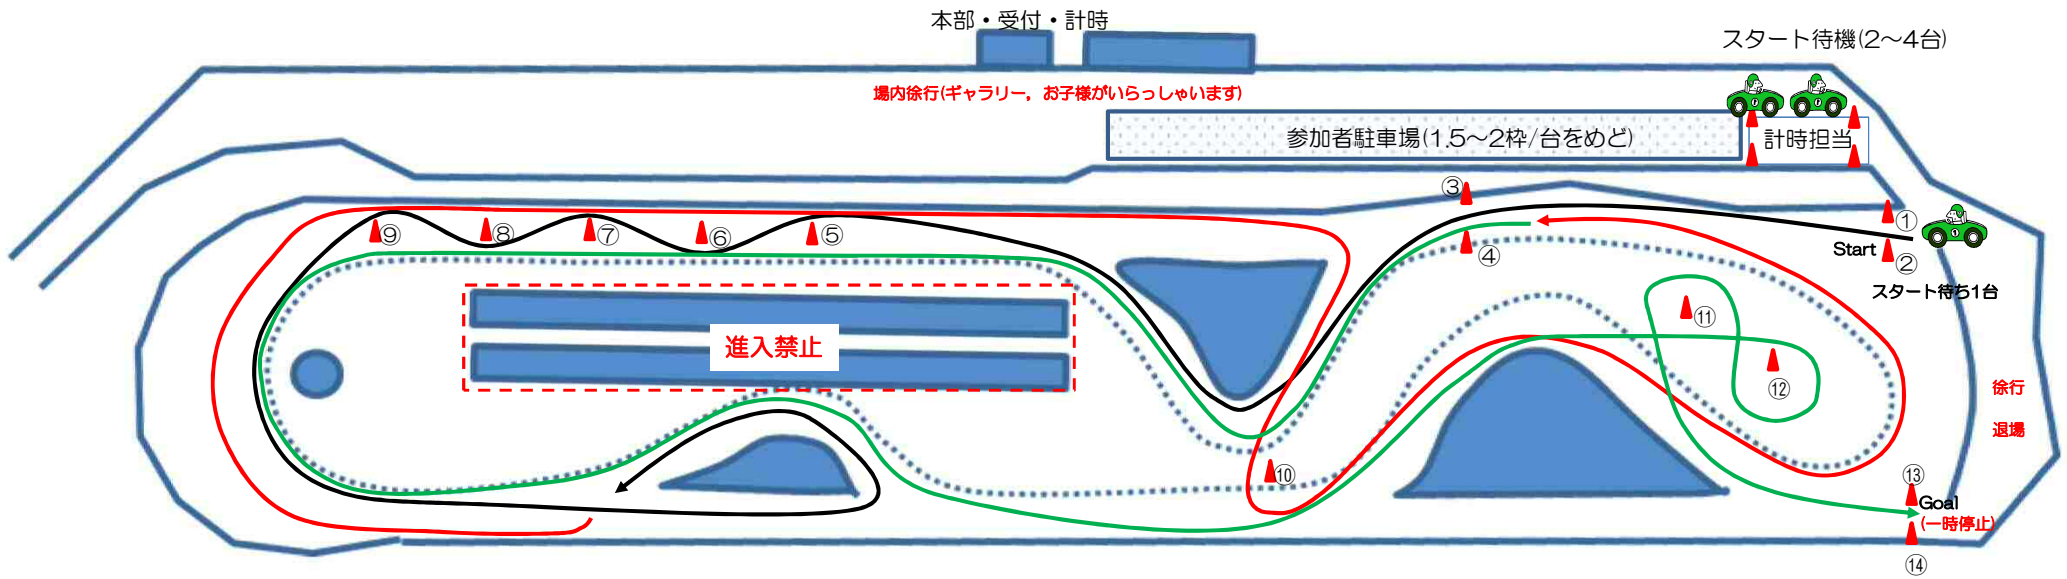 本部・受付・計時
スタート待機(2～4台)
場内徐行(ギャラリー，お子様がいらっしゃいます)
参加者駐車場(1.5～2枠/台をめど)
計時担当
③
①
⑨
⑧
⑦
⑥
⑤
④
Start
②
スタート待ち1台
⑪
進入禁止
⑫
徐行
退場
⑩
⑬
Goal
(一時停止)
⑭